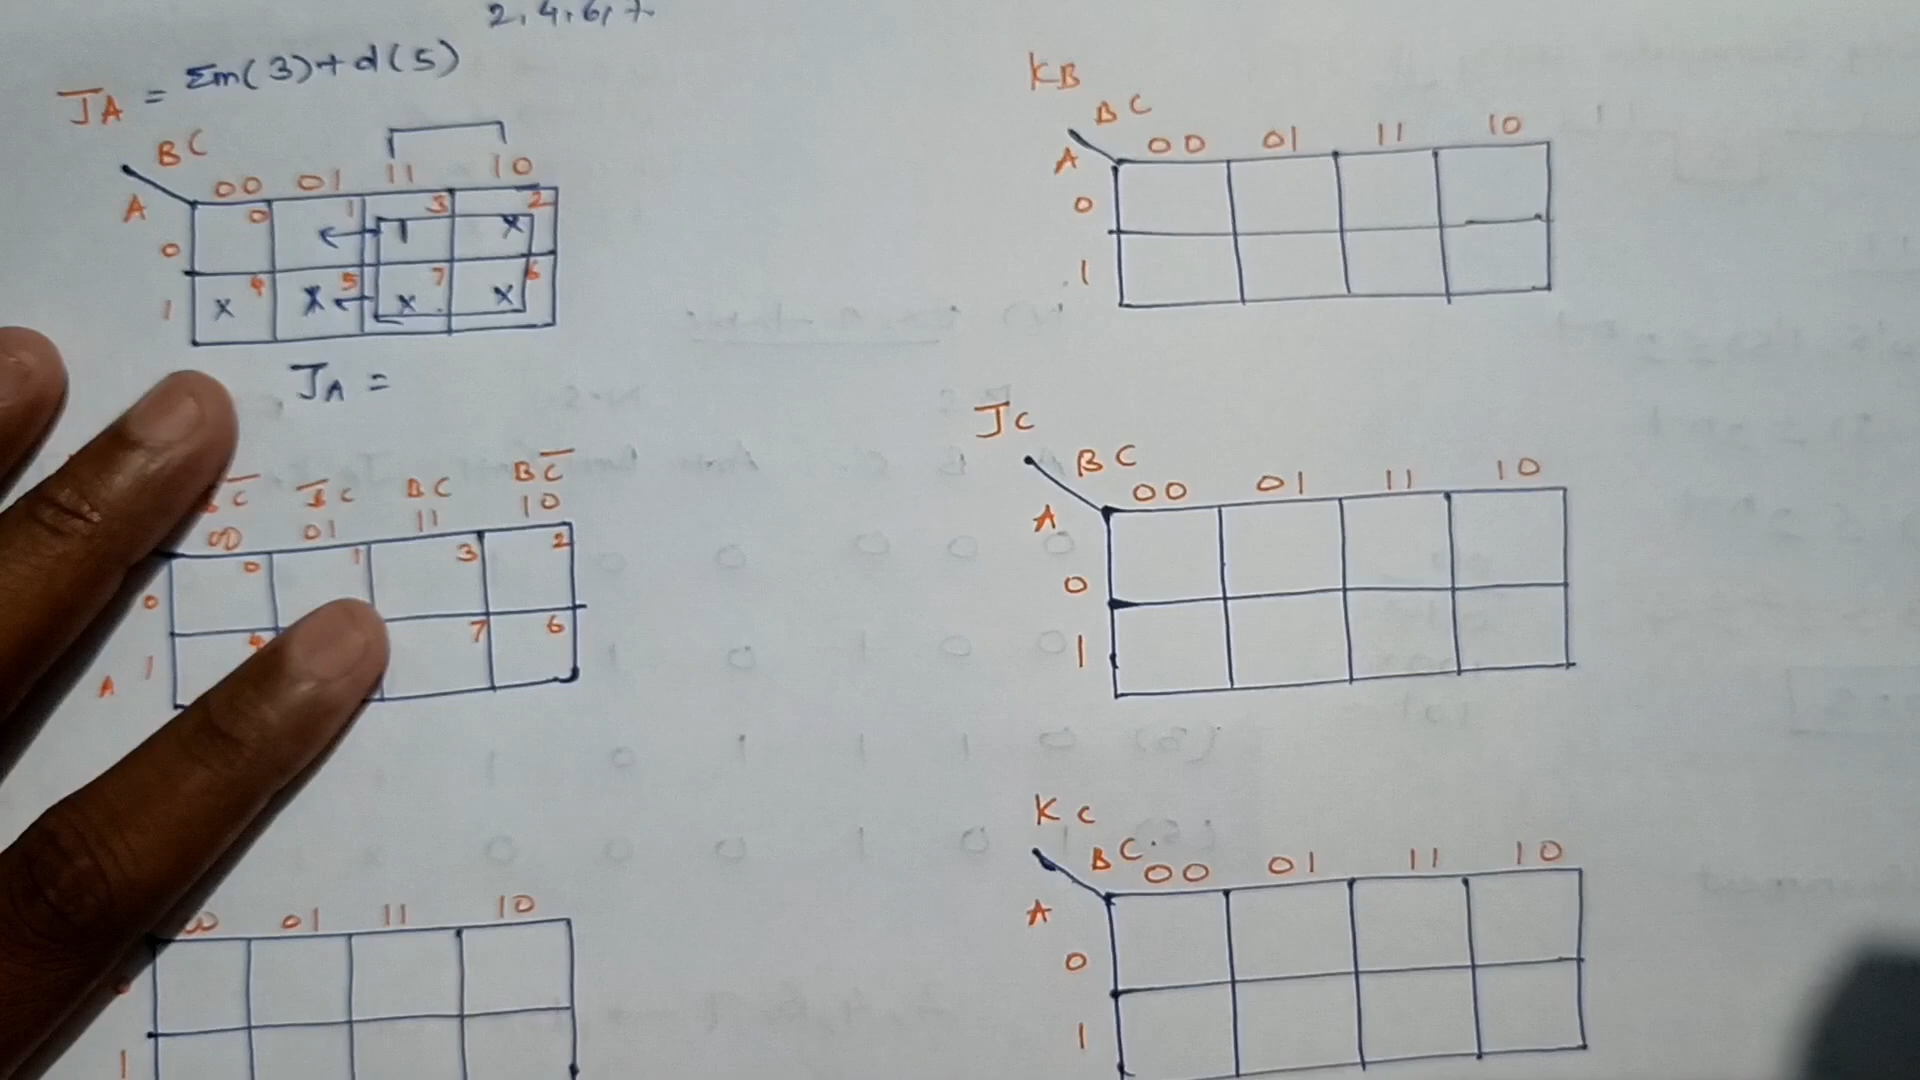 2, 4, 6, 7
JA = Σm(3)+d(5)
BC
00 01 11 10
A
0 1 3 2
0 1 X
4 5 7 6
1 X X X X
JA =
C̅ B̅C BC BC̅
00 01 11 10
0 1 3 2
0
4 7 6
A 1
01 11 10
1
KB
BC
A 00 01 11 10
0
1
JC
BC
00 01 11 10
A
0
1
KC
BC
00 01 11 10
A
0
1